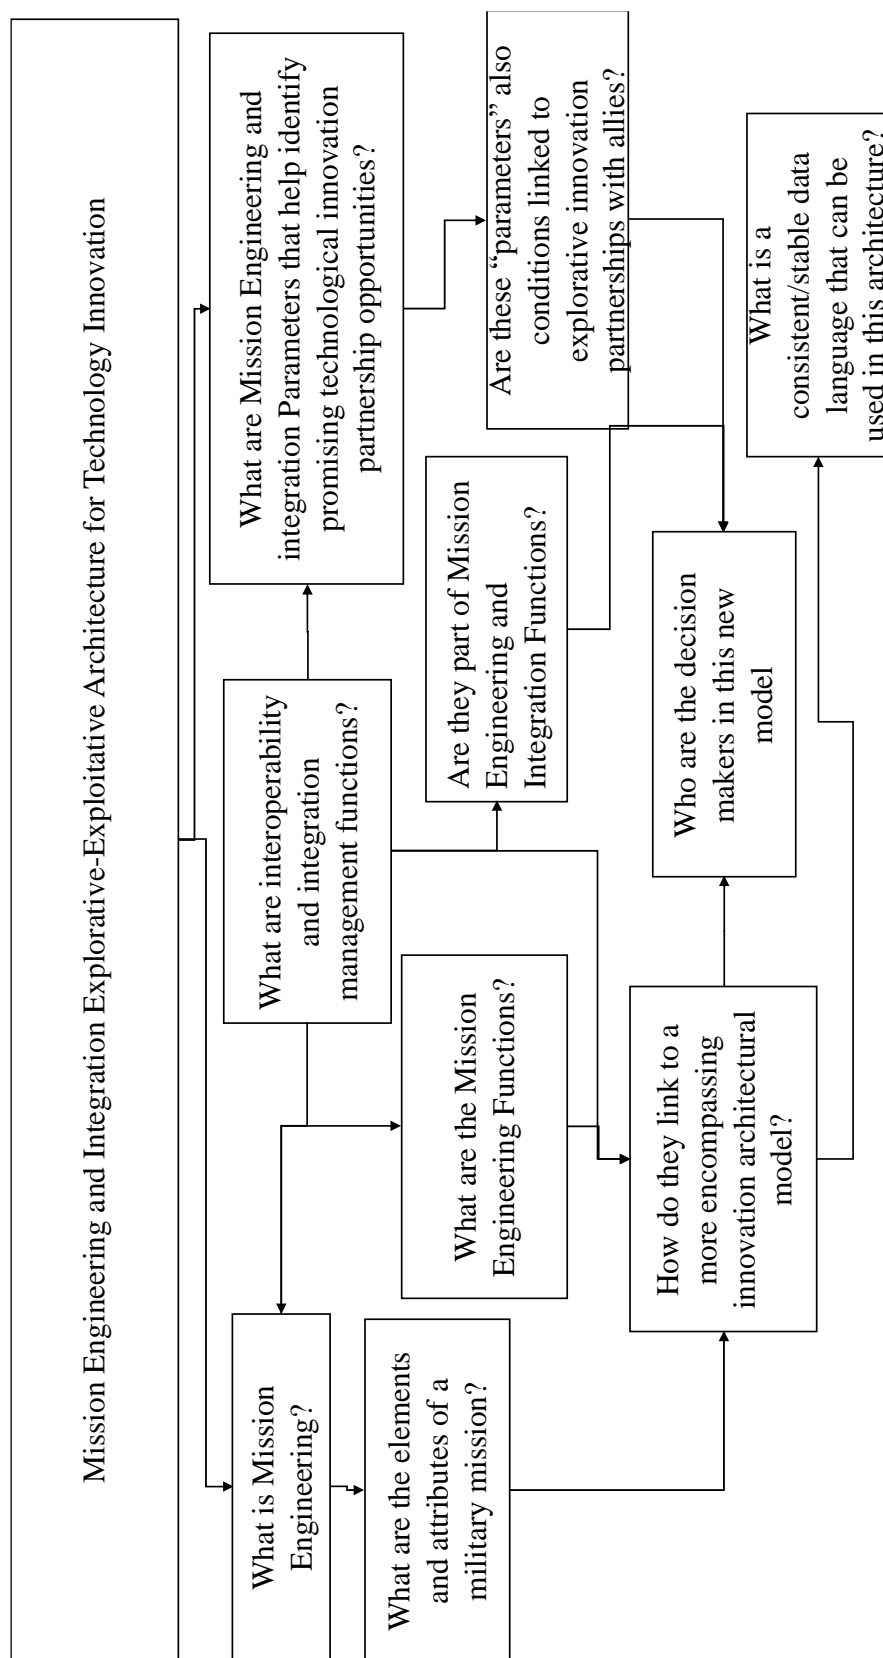 Mission Engineering and Integration Explorative-Exploitative Architecture for Technology Innovation
What is Mission
Engineering?
What are interoperability
and integration
management functions?
What are Mission Engineering and
integration Parameters that help identify
promising technological innovation
partnership opportunities?
What are the elements
and attributes of a
military mission?
What are the Mission
Engineering Functions?
Are they part of Mission
Engineering and
Integration Functions?
Are these “parameters” also
conditions linked to
explorative innovation
partnerships with allies?
How do they link to a
more encompassing
innovation architectural
model?
Who are the decision
makers in this new
model
What is a
consistent/stable data
language that can be
used in this architecture?